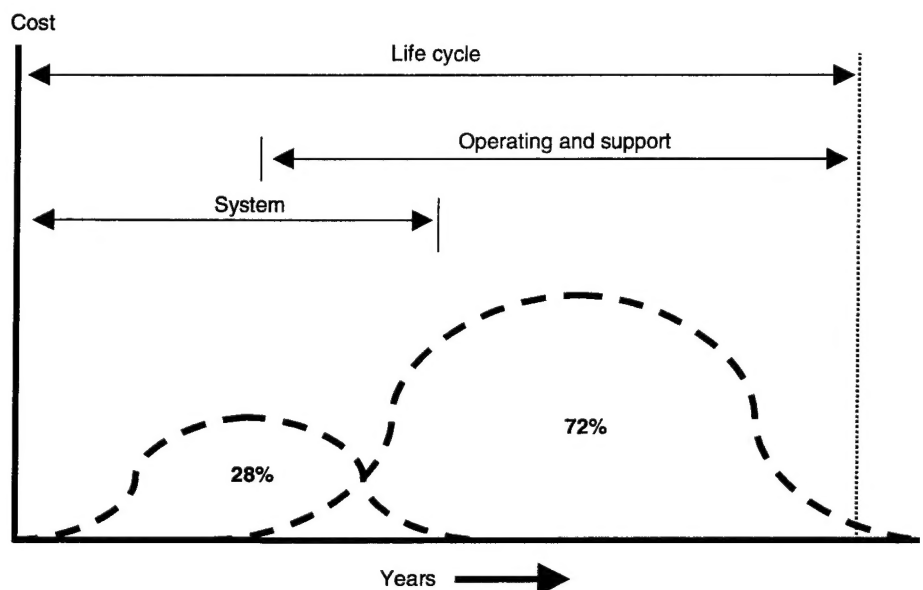 Cost
Life cycle
Operating and support
System
72%
28%
Years